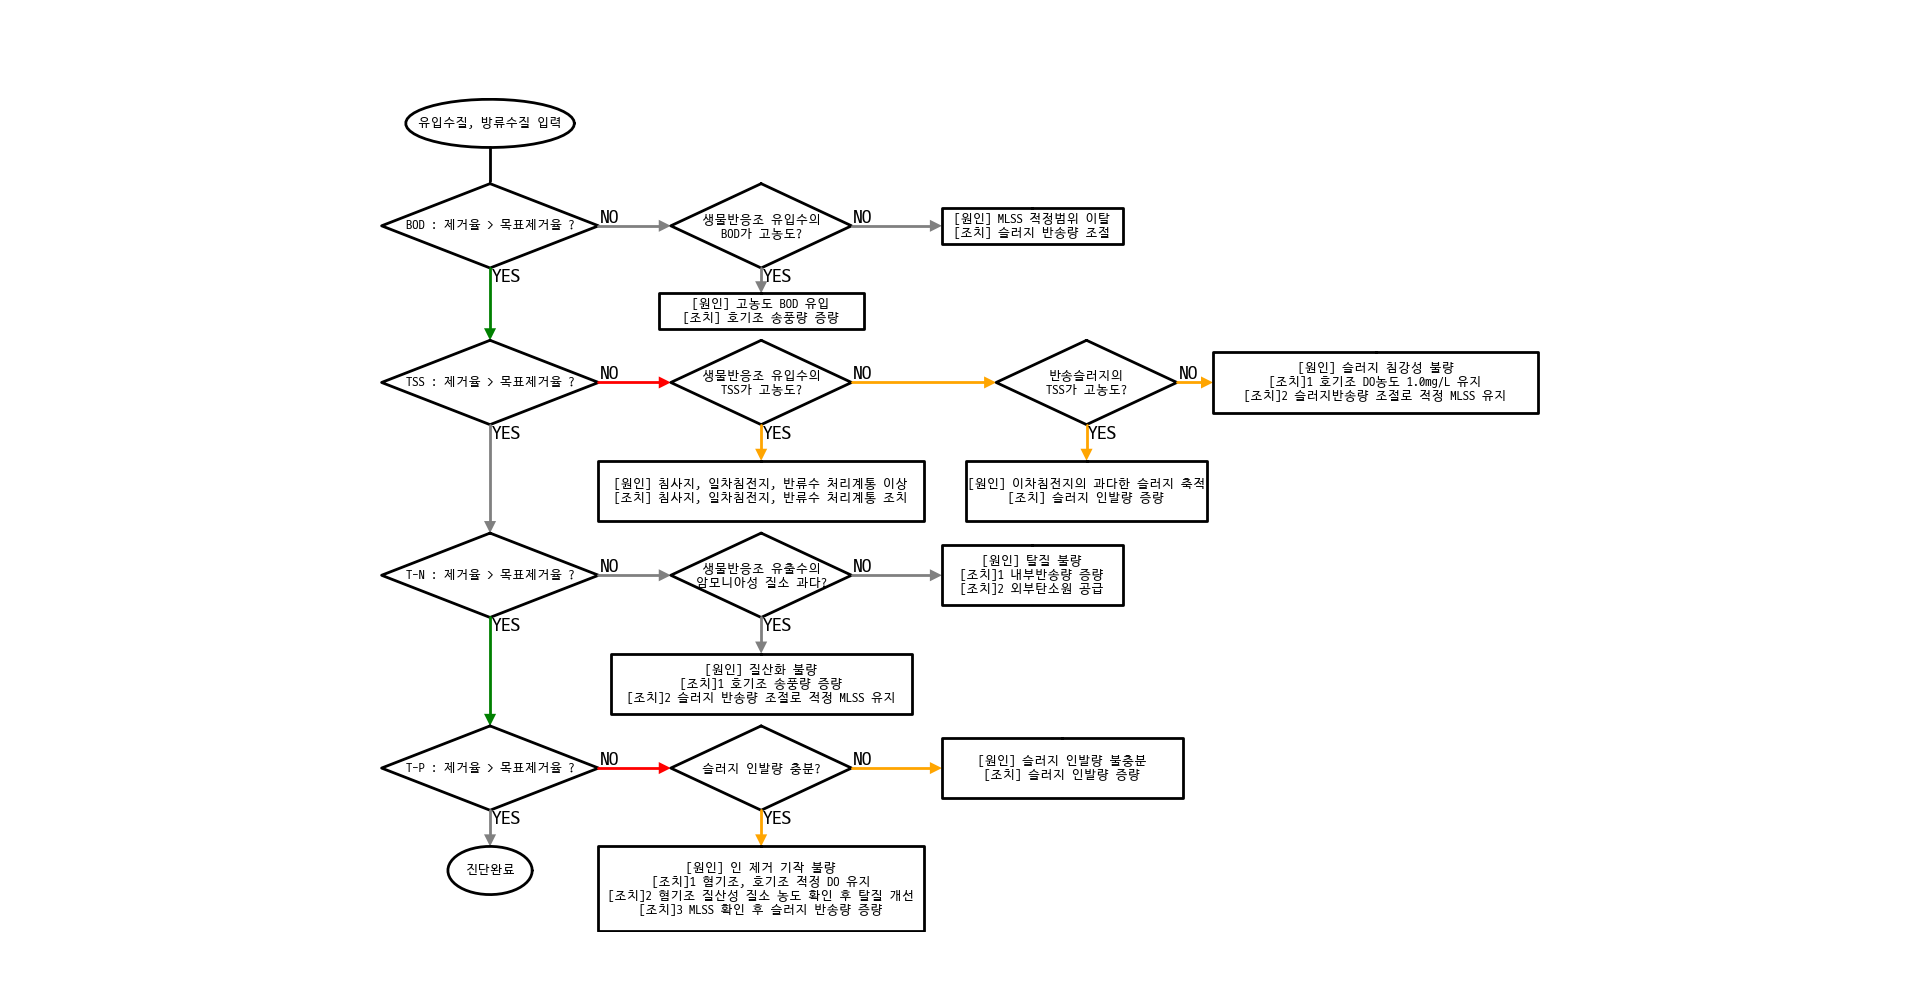 유입수질, 방류수질 입력
BOD : 제거율 > 목표제거율 ?
NO
생물반응조 유입수의
BOD가 고농도?
NO
[원인] MLSS 적정범위 이탈
[조치] 슬러지 반송량 조절
YES
YES
[원인] 고농도 BOD 유입
[조치] 호기조 송풍량 증량
TSS : 제거율 > 목표제거율 ?
NO
생물반응조 유입수의
TSS가 고농도?
NO
반송슬러지의
TSS가 고농도?
NO
[원인] 슬러지 침강성 불량
[조치]1 호기조 DO농도 1.0mg/L 유지
[조치]2 슬러지반송량 조절로 적정 MLSS 유지
YES
YES
YES
[원인] 침사지, 일차침전지, 반류수 처리계통 이상
[조치] 침사지, 일차침전지, 반류수 처리계통 조치
[원인] 이차침전지의 과다한 슬러지 축적
[조치] 슬러지 인발량 증량
T-N : 제거율 > 목표제거율 ?
NO
생물반응조 유출수의
암모니아성 질소 과다?
NO
[원인] 탈질 불량
[조치]1 내부반송량 증량
[조치]2 외부탄소원 공급
YES
YES
[원인] 질산화 불량
[조치]1 호기조 송풍량 증량
[조치]2 슬러지 반송량 조절로 적정 MLSS 유지
T-P : 제거율 > 목표제거율 ?
NO
슬러지 인발량 충분?
NO
[원인] 슬러지 인발량 불충분
[조치] 슬러지 인발량 증량
YES
YES
진단완료
[원인] 인 제거 기작 불량
[조치]1 혐기조, 호기조 적정 DO 유지
[조치]2 혐기조 질산성 질소 농도 확인 후 탈질 개선
[조치]3 MLSS 확인 후 슬러지 반송량 증량